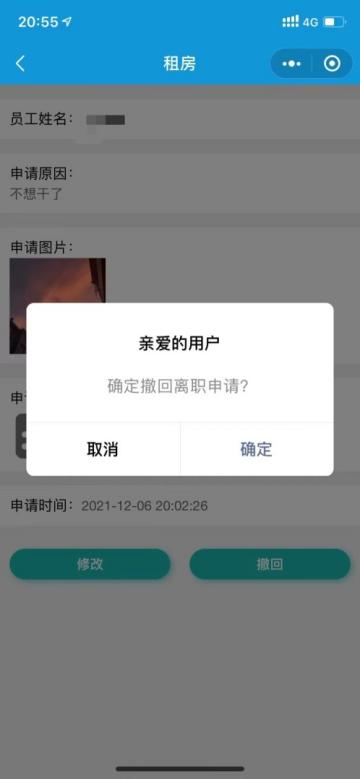 20:55
4G
租房
员工姓名：
申请原因：
不想干了
申请图片：
亲爱的用户
确定撤回离职申请？
申
取消
确定
申请时间：2021-12-06 20:02:26
修改
撤回